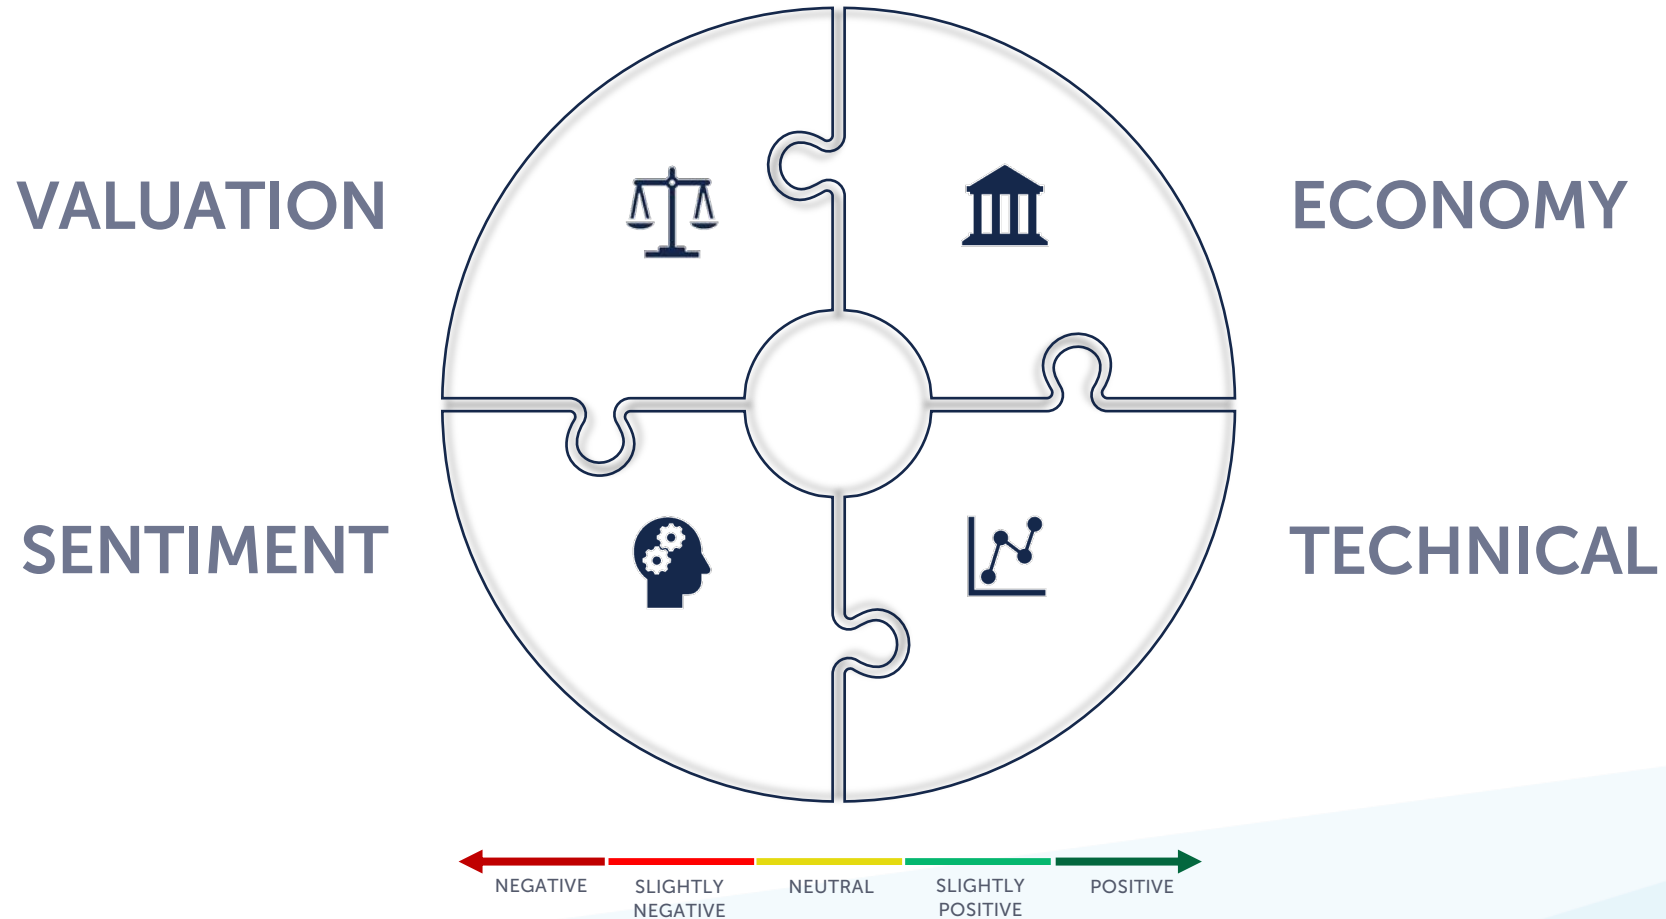 VALUATION
ECONOMY
SENTIMENT
TECHNICAL
NEGATIVE
SLIGHTLY
NEGATIVE
NEUTRAL
SLIGHTLY
POSITIVE
POSITIVE